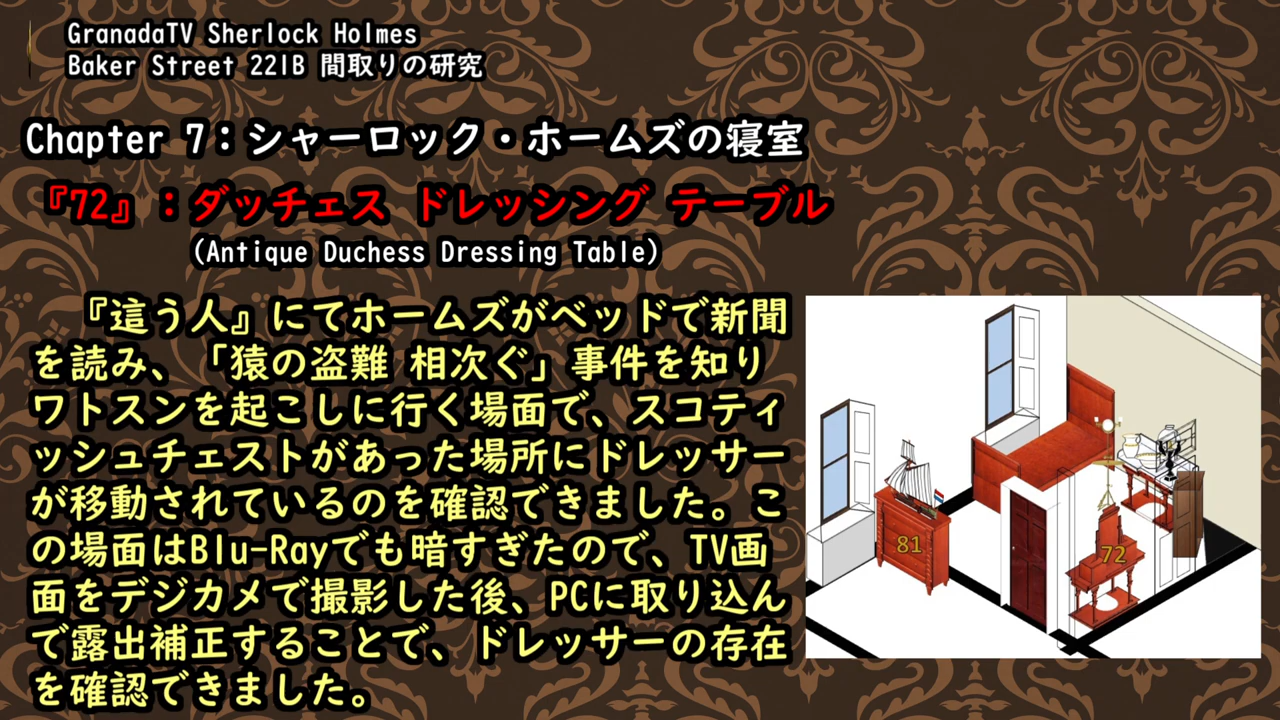 GranadaTV Sherlock Holmes
Baker Street 221B 間取りの研究
Chapter 7：シャーロック・ホームズの寝室
『72』：ダッチェス ドレッシング テーブル
(Antique Duchess Dressing Table)
『這う人』にてホームズがベッドで新聞
を読み、「猿の盗難 相次ぐ」事件を知り
ワトスンを起こしに行く場面で、スコティ
ッシュチェストがあった場所にドレッサー
が移動されているのを確認できました。こ
の場面はBlu-Rayでも暗すぎたので、TV画
面をデジカメで撮影した後、PCに取り込ん
で露出補正することで、ドレッサーの存在
を確認できました。
81
72